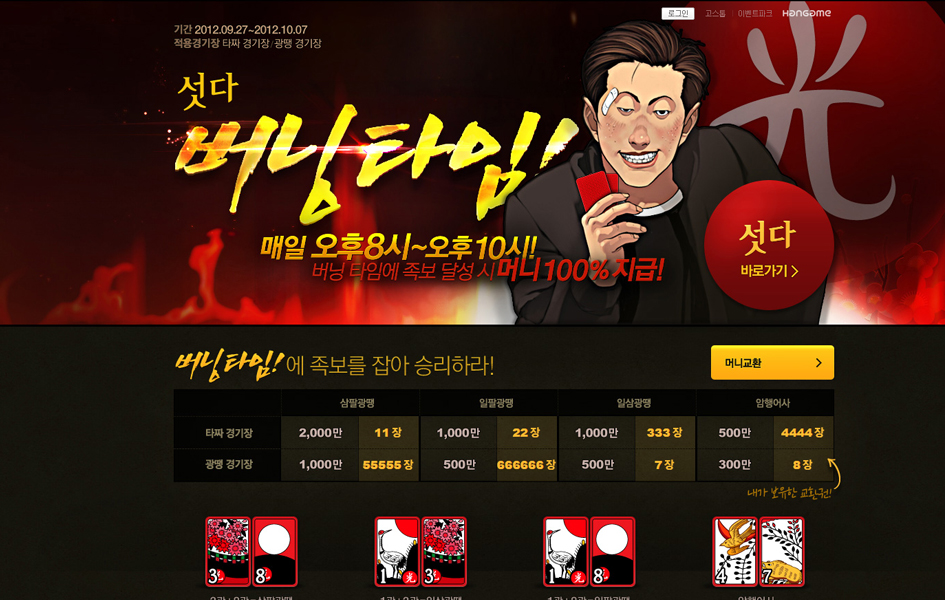 로그인 고스톱 이벤트파크 HANGAME
기간 2012.09.27~2012.10.07
적용경기장 타짜 경기장/광땡 경기장
光
섯다
버닝타임!
매일 오후8시~오후10시!
버닝 타임에 족보 달성 시 머니 100% 지급!
섯다
바로가기 >
버닝타임!에 족보를 잡아 승리하라!
머니교환 >
삼팔광땡 일팔광땡 일삼광땡 암행어사
타짜 경기장 2,000만 11 장 1,000만 22 장 1,000만 333 장 500만 4444 장
광땡 경기장 1,000만 55555 장 500만 666666 장 500만 7 장 300만 8 장
내가 보유한 교환권!
3 8 1 光 3 1 光 8 4 7